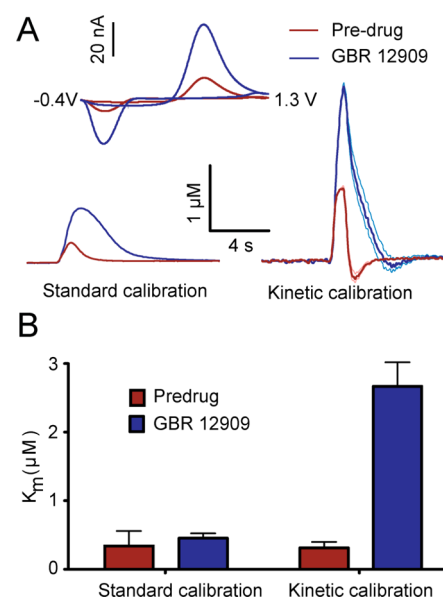 A
20 nA
Pre-drug
GBR 12909
-0.4V
1.3 V
1 µM
4 s
Standard calibration
Kinetic calibration
B
Km(µM)
3
2
1
0
Predrug
GBR 12909
Standard calibration
Kinetic calibration